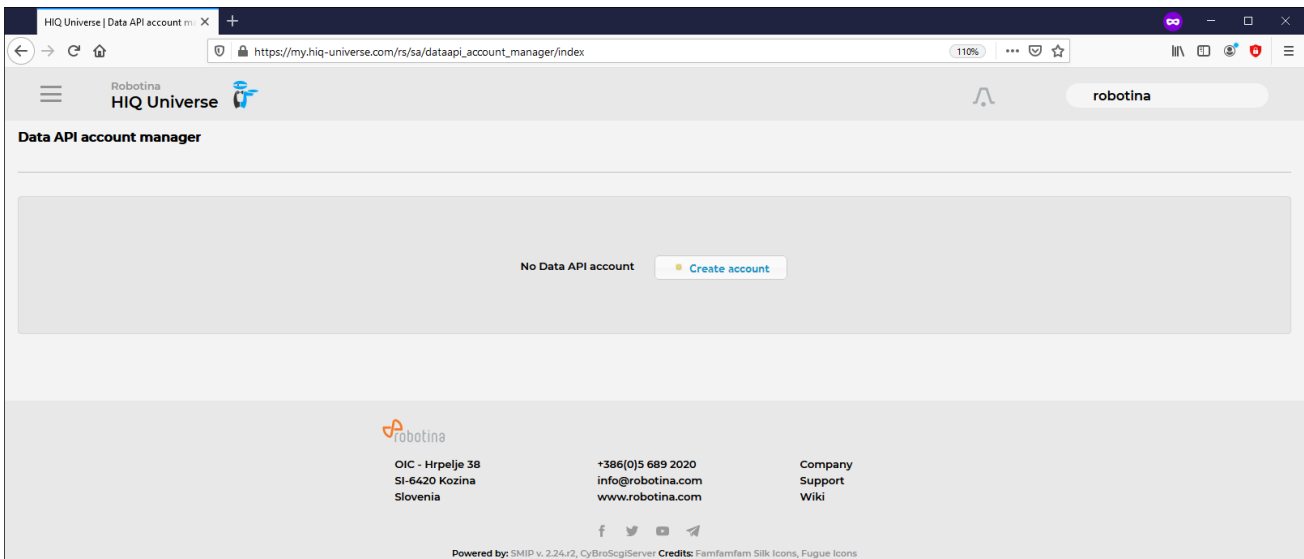 HIQ Universe | Data API account m
https://my.hiq-universe.com/rs/sa/dataapi_account_manager/index
110%
Robotina
HIQ Universe
robotina
Data API account manager
No Data API account
Create account
robotina
OIC - Hrpelje 38
SI-6420 Kozina
Slovenia
+386(0)5 689 2020
info@robotina.com
www.robotina.com
Company
Support
Wiki
Powered by: SMIP v. 2.24.r2, CyBroScgiServer Credits: Famfamfam Silk Icons, Fugue Icons